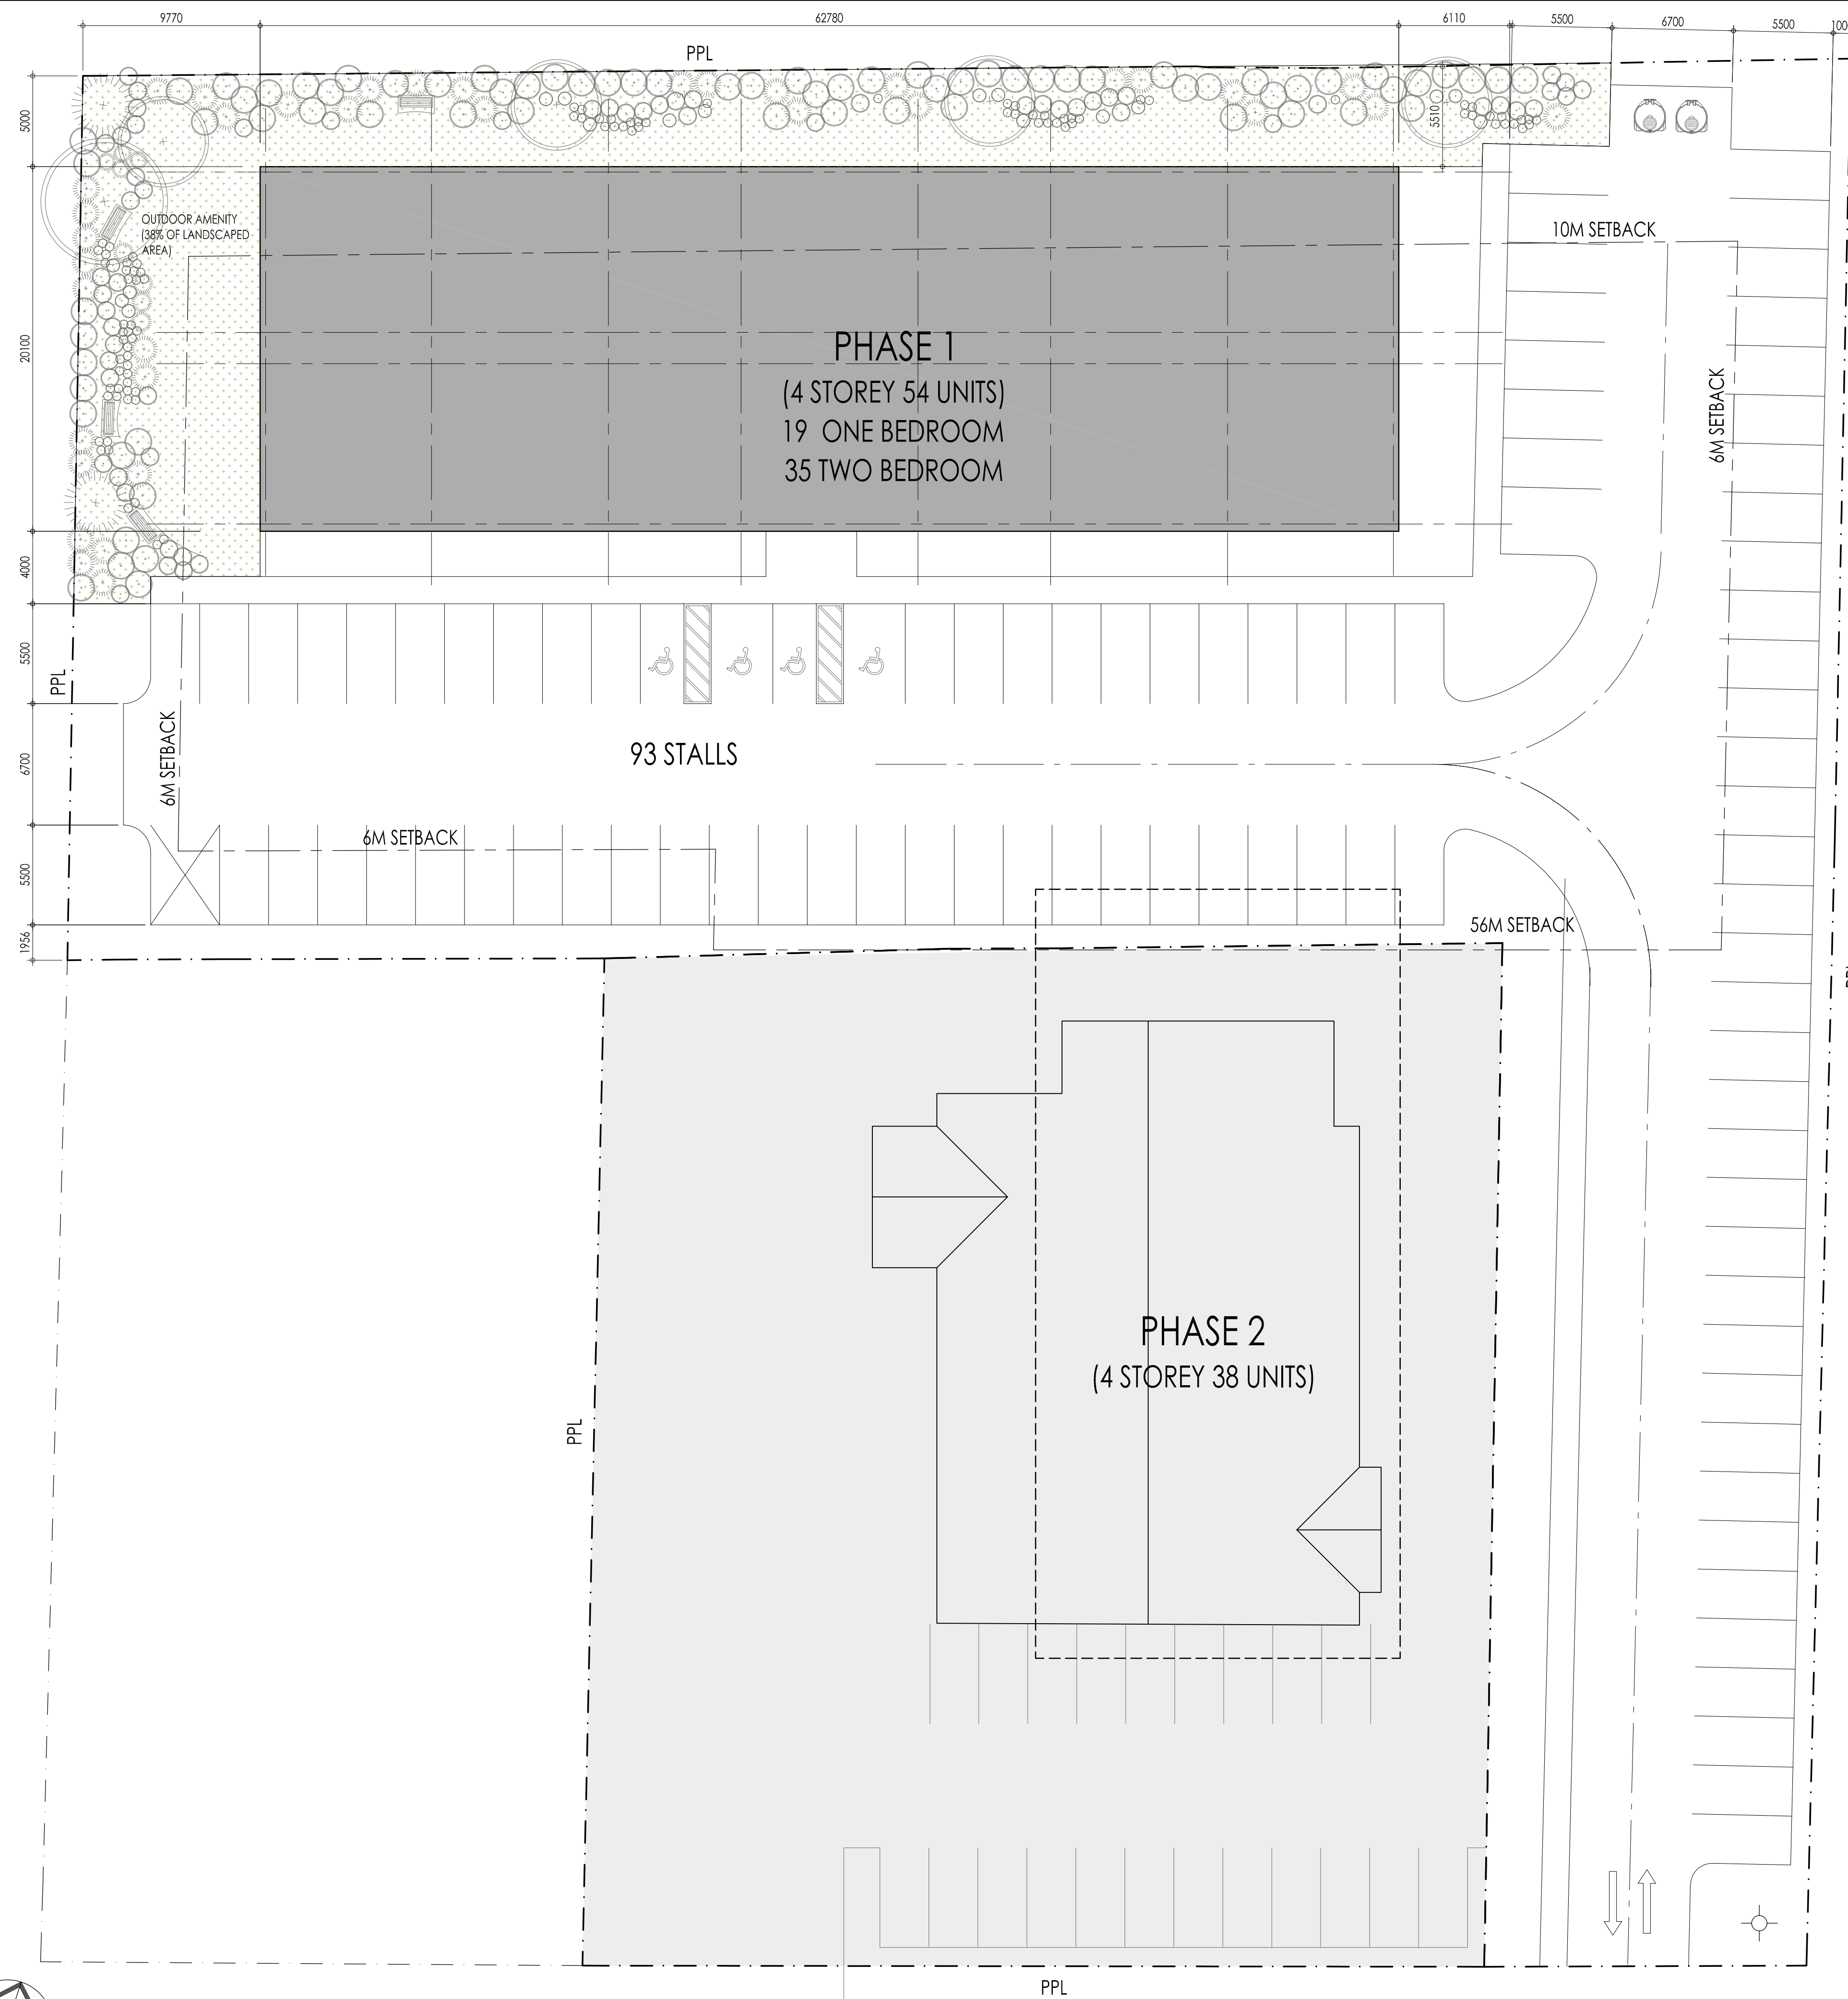 9770
62780
6110
5500
6700
5500
PPL
5000
5510
OUTDOOR AMENITY
(38% OF LANDSCAPED
AREA)
10M SETBACK
20100
PHASE 1
(4 STOREY 54 UNITS)
19 ONE BEDROOM
35 TWO BEDROOM
6M SETBACK
4000
5500
PPL
6700
6M SETBACK
93 STALLS
6M SETBACK
5500
1956
56M SETBACK
PHASE 2
(4 STOREY 38 UNITS)
PPL
PPL